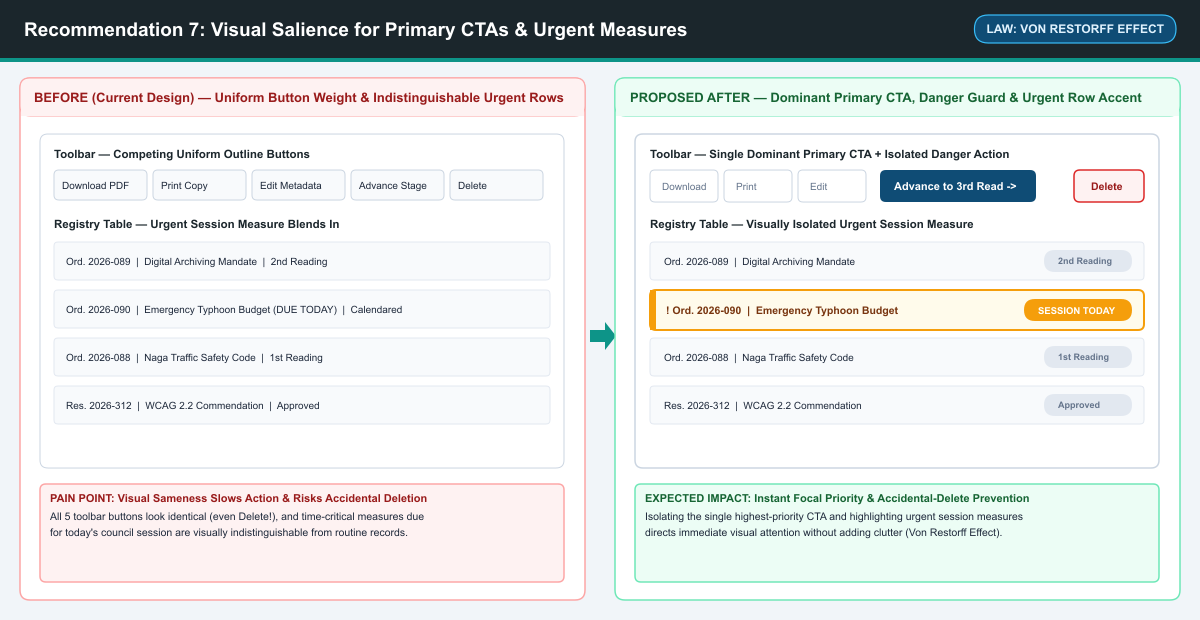 Recommendation 7: Visual Salience for Primary CTAs & Urgent Measures
LAW: VON RESTORFF EFFECT
BEFORE (Current Design) — Uniform Button Weight & Indistinguishable Urgent Rows
Toolbar — Competing Uniform Outline Buttons
Download PDF
Print Copy
Edit Metadata
Advance Stage
Delete
Registry Table — Urgent Session Measure Blends In
Ord. 2026-089 | Digital Archiving Mandate | 2nd Reading
Ord. 2026-090 | Emergency Typhoon Budget (DUE TODAY) | Calendared
Ord. 2026-088 | Naga Traffic Safety Code | 1st Reading
Res. 2026-312 | WCAG 2.2 Commendation | Approved
PAIN POINT: Visual Sameness Slows Action & Risks Accidental Deletion
All 5 toolbar buttons look identical (even Delete!), and time-critical measures due
for today's council session are visually indistinguishable from routine records.
PROPOSED AFTER — Dominant Primary CTA, Danger Guard & Urgent Row Accent
Toolbar — Single Dominant Primary CTA + Isolated Danger Action
Download
Print
Edit
Advance to 3rd Read ->
Delete
Registry Table — Visually Isolated Urgent Session Measure
Ord. 2026-089 | Digital Archiving Mandate
2nd Reading
! Ord. 2026-090 | Emergency Typhoon Budget
SESSION TODAY
Ord. 2026-088 | Naga Traffic Safety Code
1st Reading
Res. 2026-312 | WCAG 2.2 Commendation
Approved
EXPECTED IMPACT: Instant Focal Priority & Accidental-Delete Prevention
Isolating the single highest-priority CTA and highlighting urgent session measures
directs immediate visual attention without adding clutter (Von Restorff Effect).